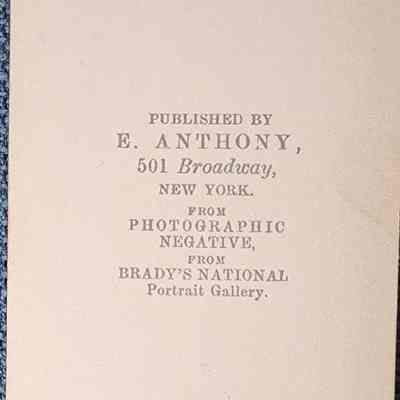 PUBLISHED BY
E. ANTHONY,
501 Broadway,
NEW YORK.
FROM
PHOTOGRAPHIC
NEGATIVE,
FROM
BRADY'S NATIONAL
Portrait Gallery.